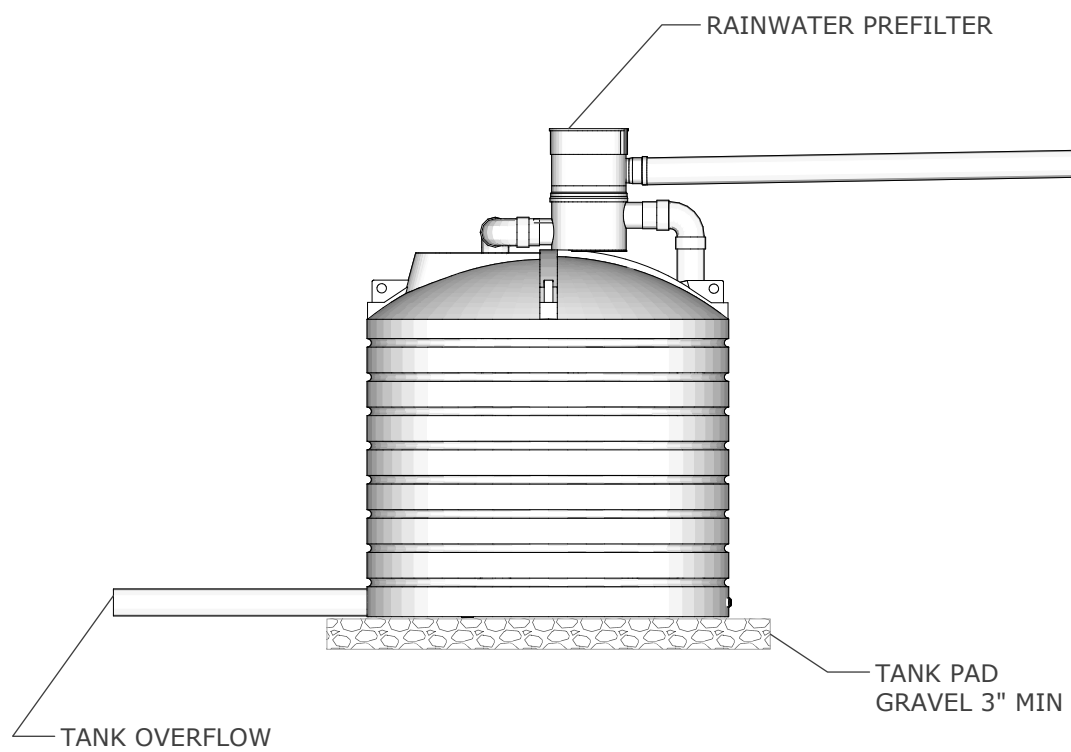 RAINWATER PREFILTER
TANK PAD
GRAVEL 3" MIN
TANK OVERFLOW